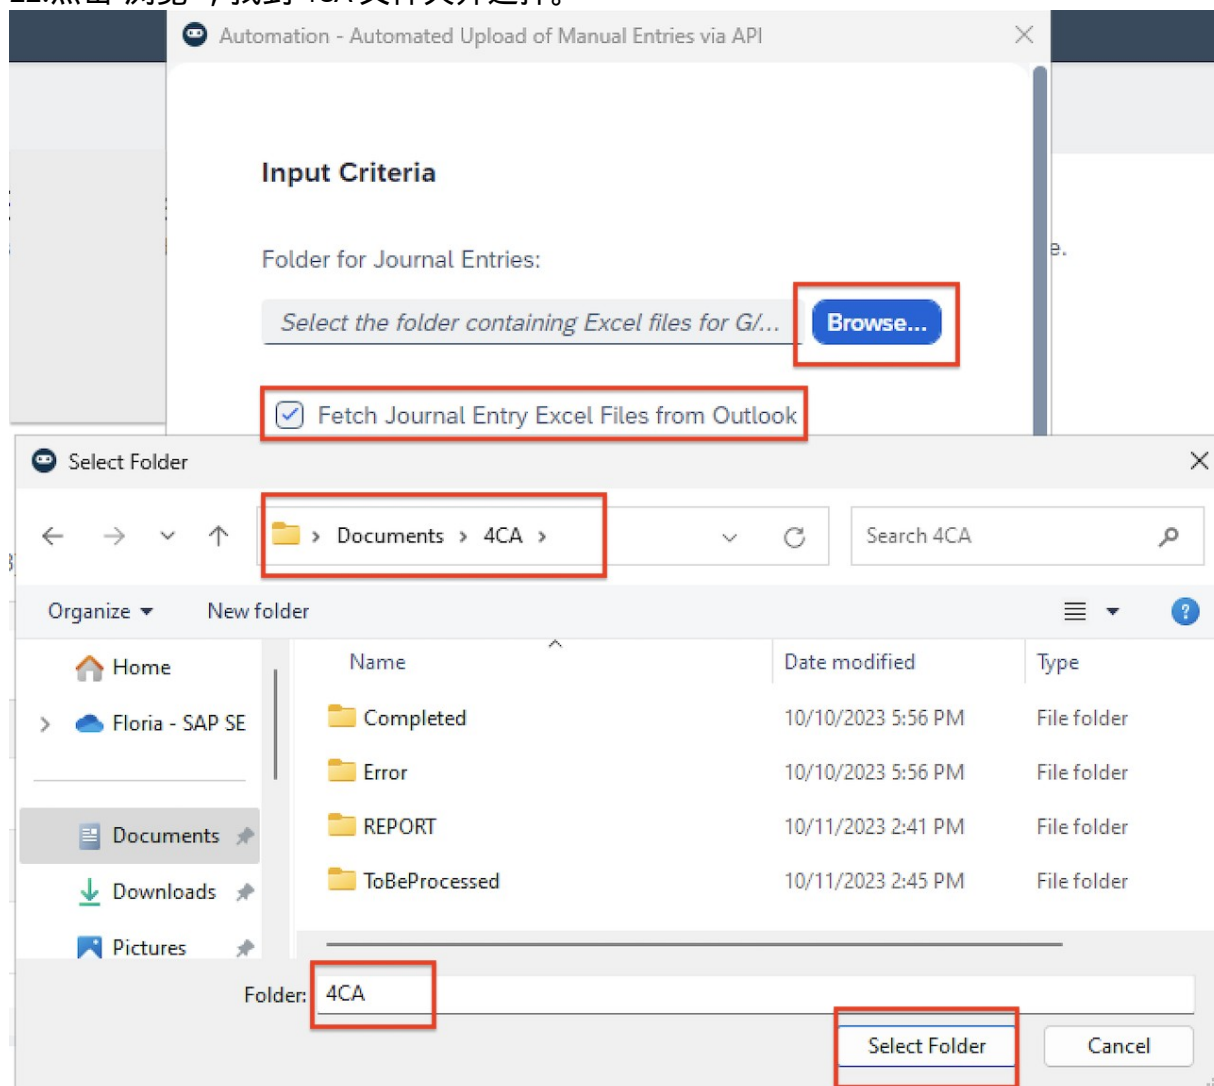 Automation - Automated Upload of Manual Entries via API
Input Criteria
Folder for Journal Entries:
Select the folder containing Excel files for G/...
Browse...
e.
Fetch Journal Entry Excel Files from Outlook
Select Folder
Documents > 4CA >
Search 4CA
Organize
New folder
Home
Name
Date modified
Type
Floria - SAP SE
Completed
10/10/2023 5:56 PM
File folder
Error
10/10/2023 5:56 PM
File folder
Documents
REPORT
10/11/2023 2:41 PM
File folder
Downloads
ToBeProcessed
10/11/2023 2:45 PM
File folder
Pictures
Folder: 4CA
Select Folder
Cancel